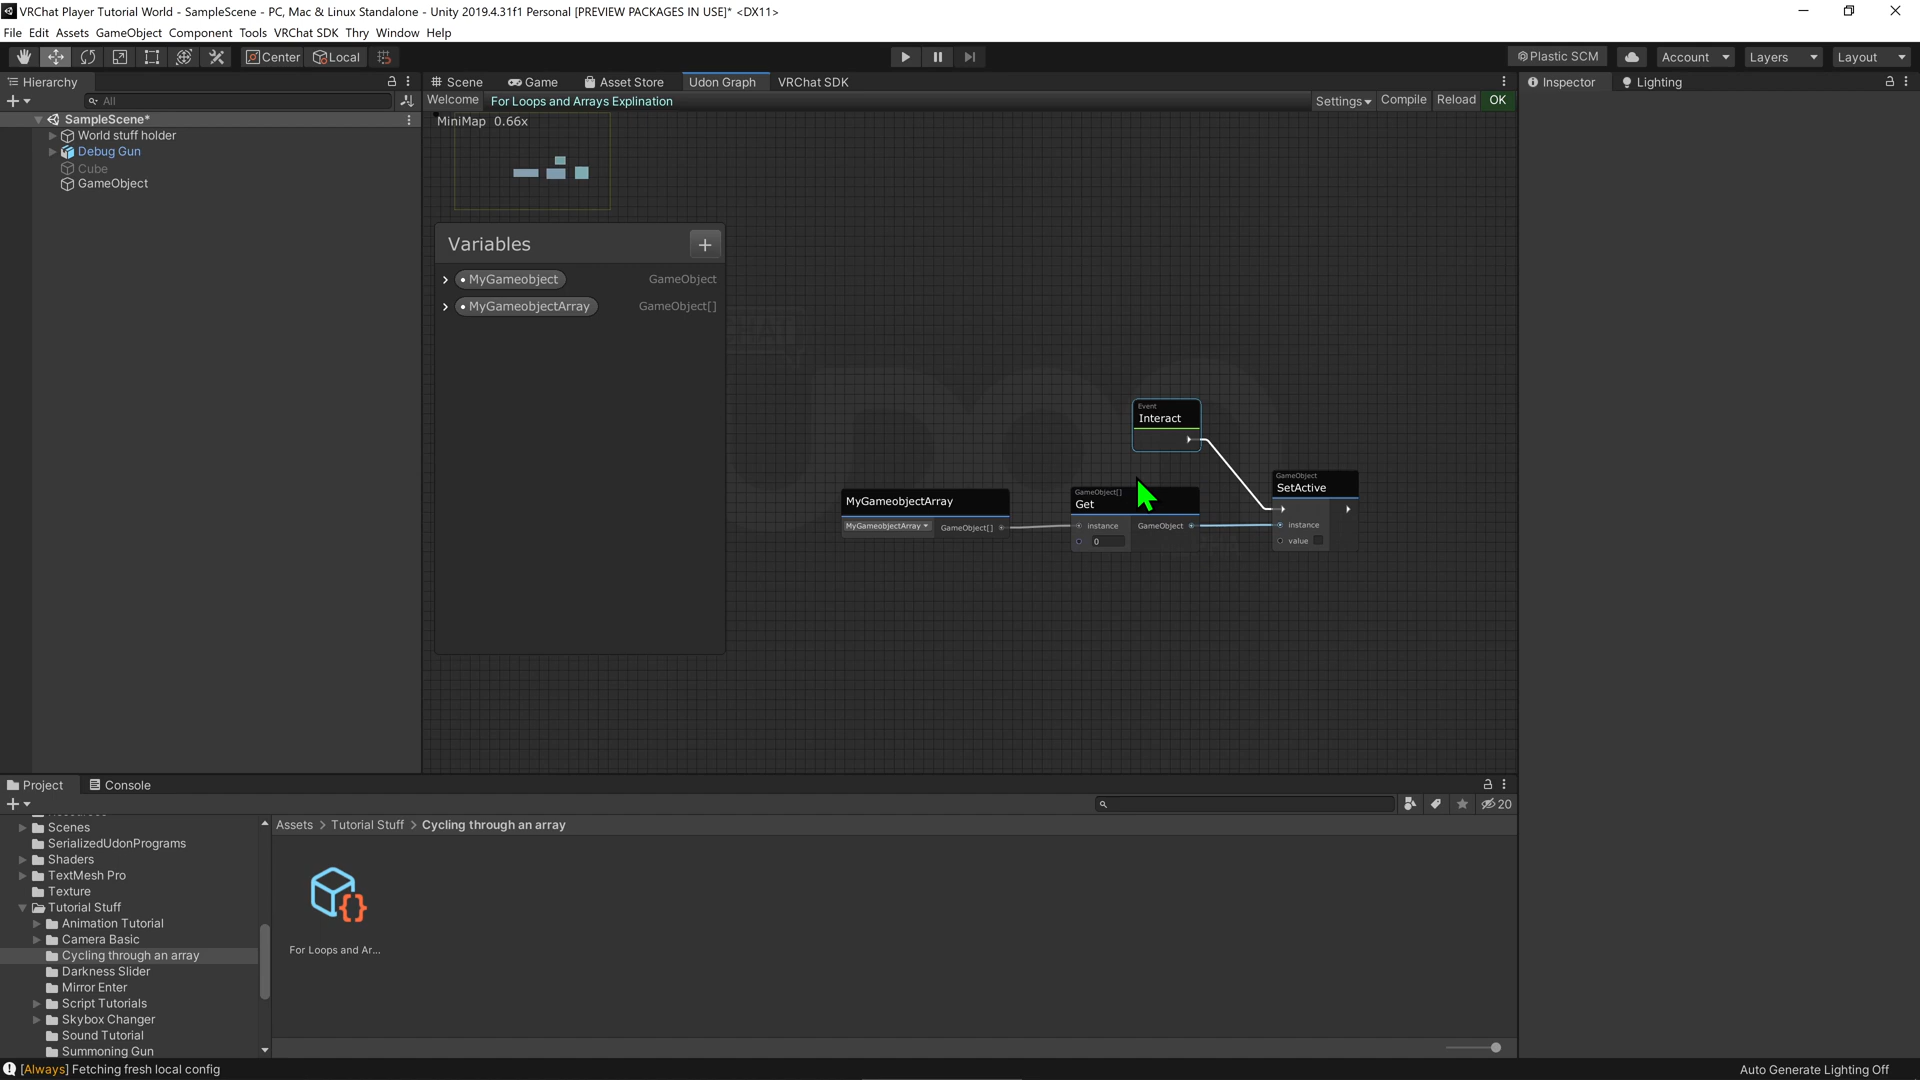 VRChat Player Tutorial World - SampleScene - PC, Mac & Linux Standalone - Unity 2019.4.31f1 Personal [PREVIEW PACKAGES IN USE]* <DX11>
File Edit Assets GameObject Component Tools VRChat SDK Thry Window Help
Center Local Plastic SCM Account Layers Layout
Hierarchy Scene Game Asset Store Udon Graph VRChat SDK Inspector Lighting
All Welcome For Loops and Arrays Explination Settings Compile Reload OK
SampleScene*
World stuff holder
Debug Gun
Cube
GameObject
MiniMap 0.66x
Variables +
MyGameobject GameObject
MyGameobjectArray GameObject[]
Event
Interact
MyGameobjectArray
MyGameobjectArray GameObject[]
GameObject[]
Get
instance GameObject
0
GameObject
SetActive
instance
value
Project Console
20
Scenes
SerializedUdonPrograms
Shaders
TextMesh Pro
Texture
Tutorial Stuff
Animation Tutorial
Camera Basic
Cycling through an array
Darkness Slider
Mirror Enter
Script Tutorials
Skybox Changer
Sound Tutorial
Summoning Gun
Assets > Tutorial Stuff > Cycling through an array
For Loops and Ar...
[Always] Fetching fresh local config
Auto Generate Lighting Off